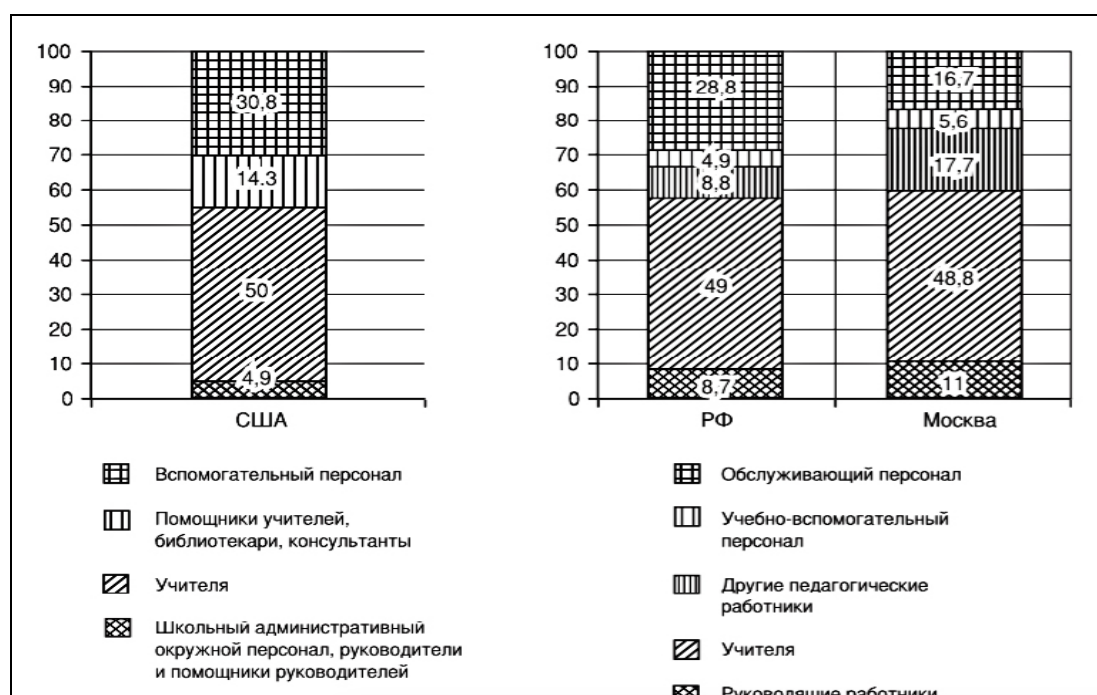 100
90
80
70
60
50
40
30
20
10
0
30,8
14.3
50
4,9
США
100
90
80
70
60
50
40
30
20
10
0
28,8
4,9
8,8
49
8,7
РФ
16,7
5,6
17,7
48,8
11
Москва
Вспомогательный персонал
Помощники учителей,
библиотекари, консультанты
Учителя
Школьный административный
окружной персонал, руководители
и помощники руководителей
Обслуживающий персонал
Учебно-вспомогательный
персонал
Другие педагогические
работники
Учителя
Руководящие работники